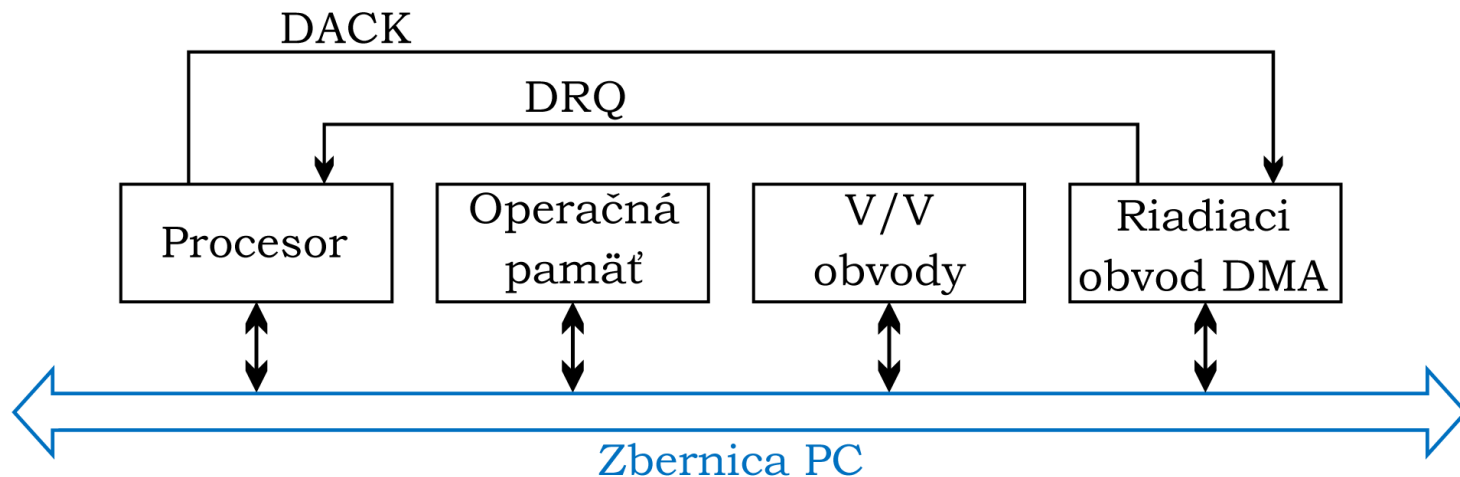 DACK
DRQ
Procesor
Operačná
pamäť
V/V
obvody
Riadiaci
obvod DMA
Zbernica PC